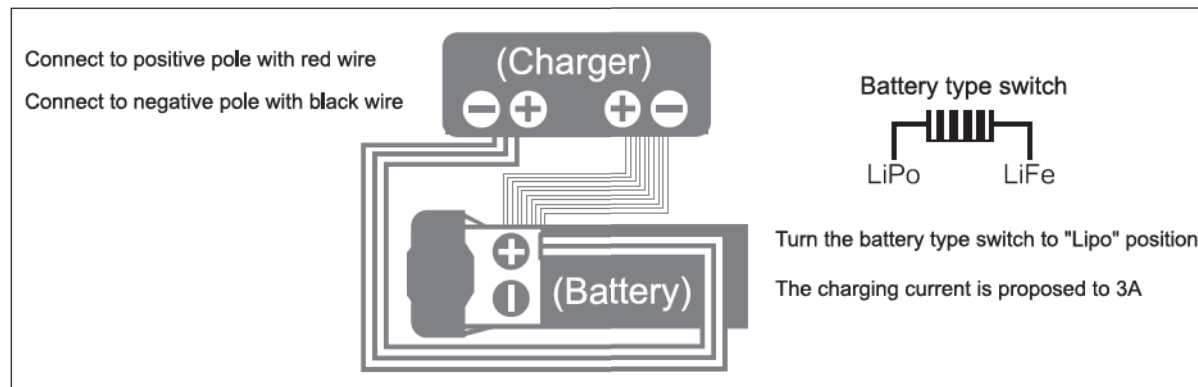 Connect to positive pole with red wire
Connect to negative pole with black wire
(Charger)
− + + −
Battery type switch
LiPo LiFe
+
−
(Battery)
Turn the battery type switch to "Lipo" position
The charging current is proposed to 3A